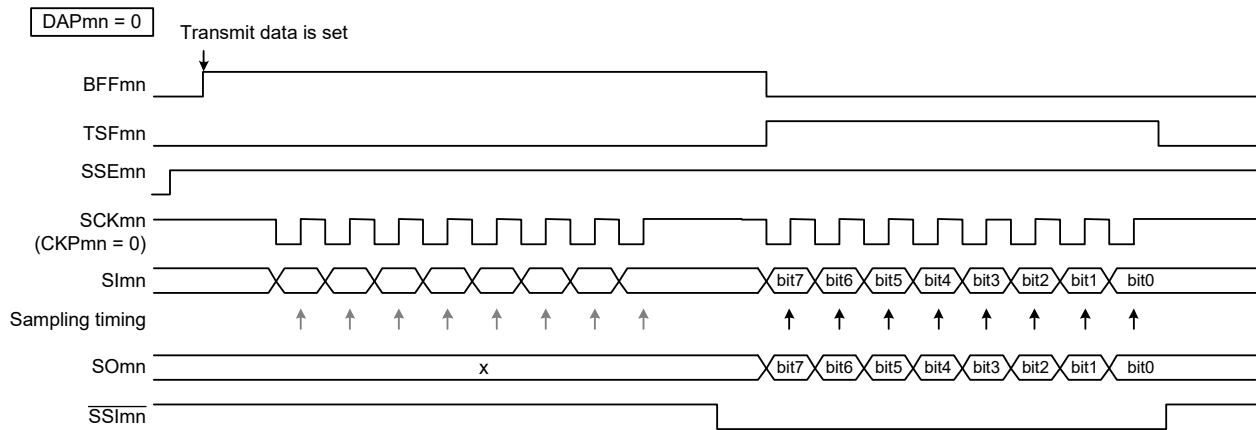 DAPmn = 0
Transmit data is set
BFFmn
TSFmn
SSEmn
SCKmn
(CKPmn = 0)
SImn
bit7 bit6 bit5 bit4 bit3 bit2 bit1 bit0
Sampling timing
SOmn
x
bit7 bit6 bit5 bit4 bit3 bit2 bit1 bit0
SSImn